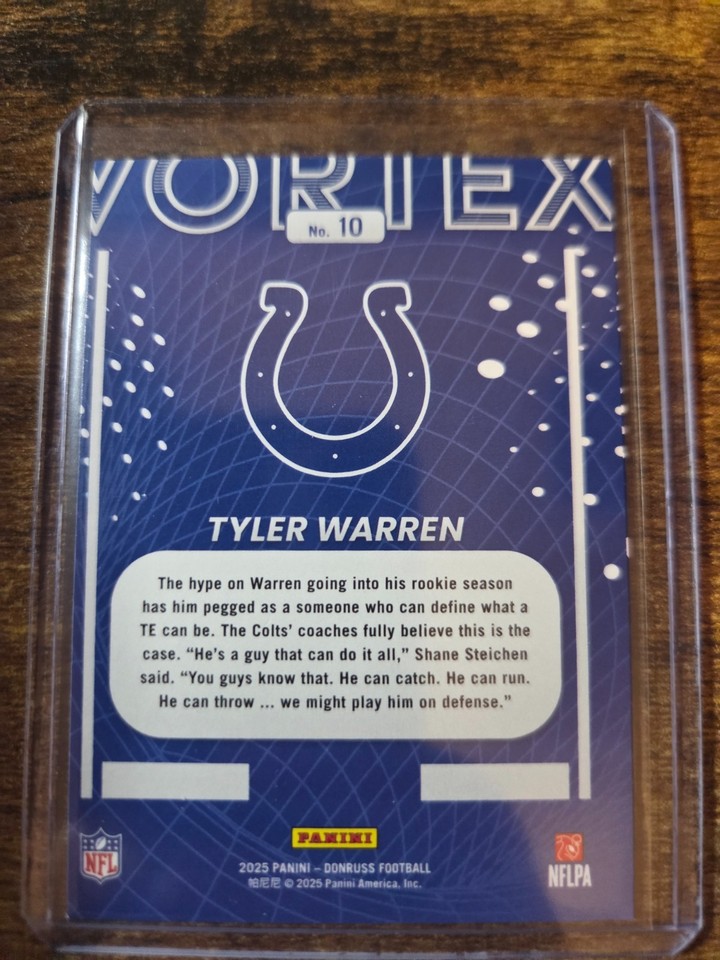 VORTEX
No. 10
TYLER WARREN
The hype on Warren going into his rookie season
has him pegged as a someone who can define what a
TE can be. The Colts' coaches fully believe this is the
case. “He's a guy that can do it all,” Shane Steichen
said. “You guys know that. He can catch. He can run.
He can throw ... we might play him on defense.”
PANINI
NFL
2025 PANINI – DONRUSS FOOTBALL
NFLPA
帕尼尼 © 2025 Panini America, Inc.